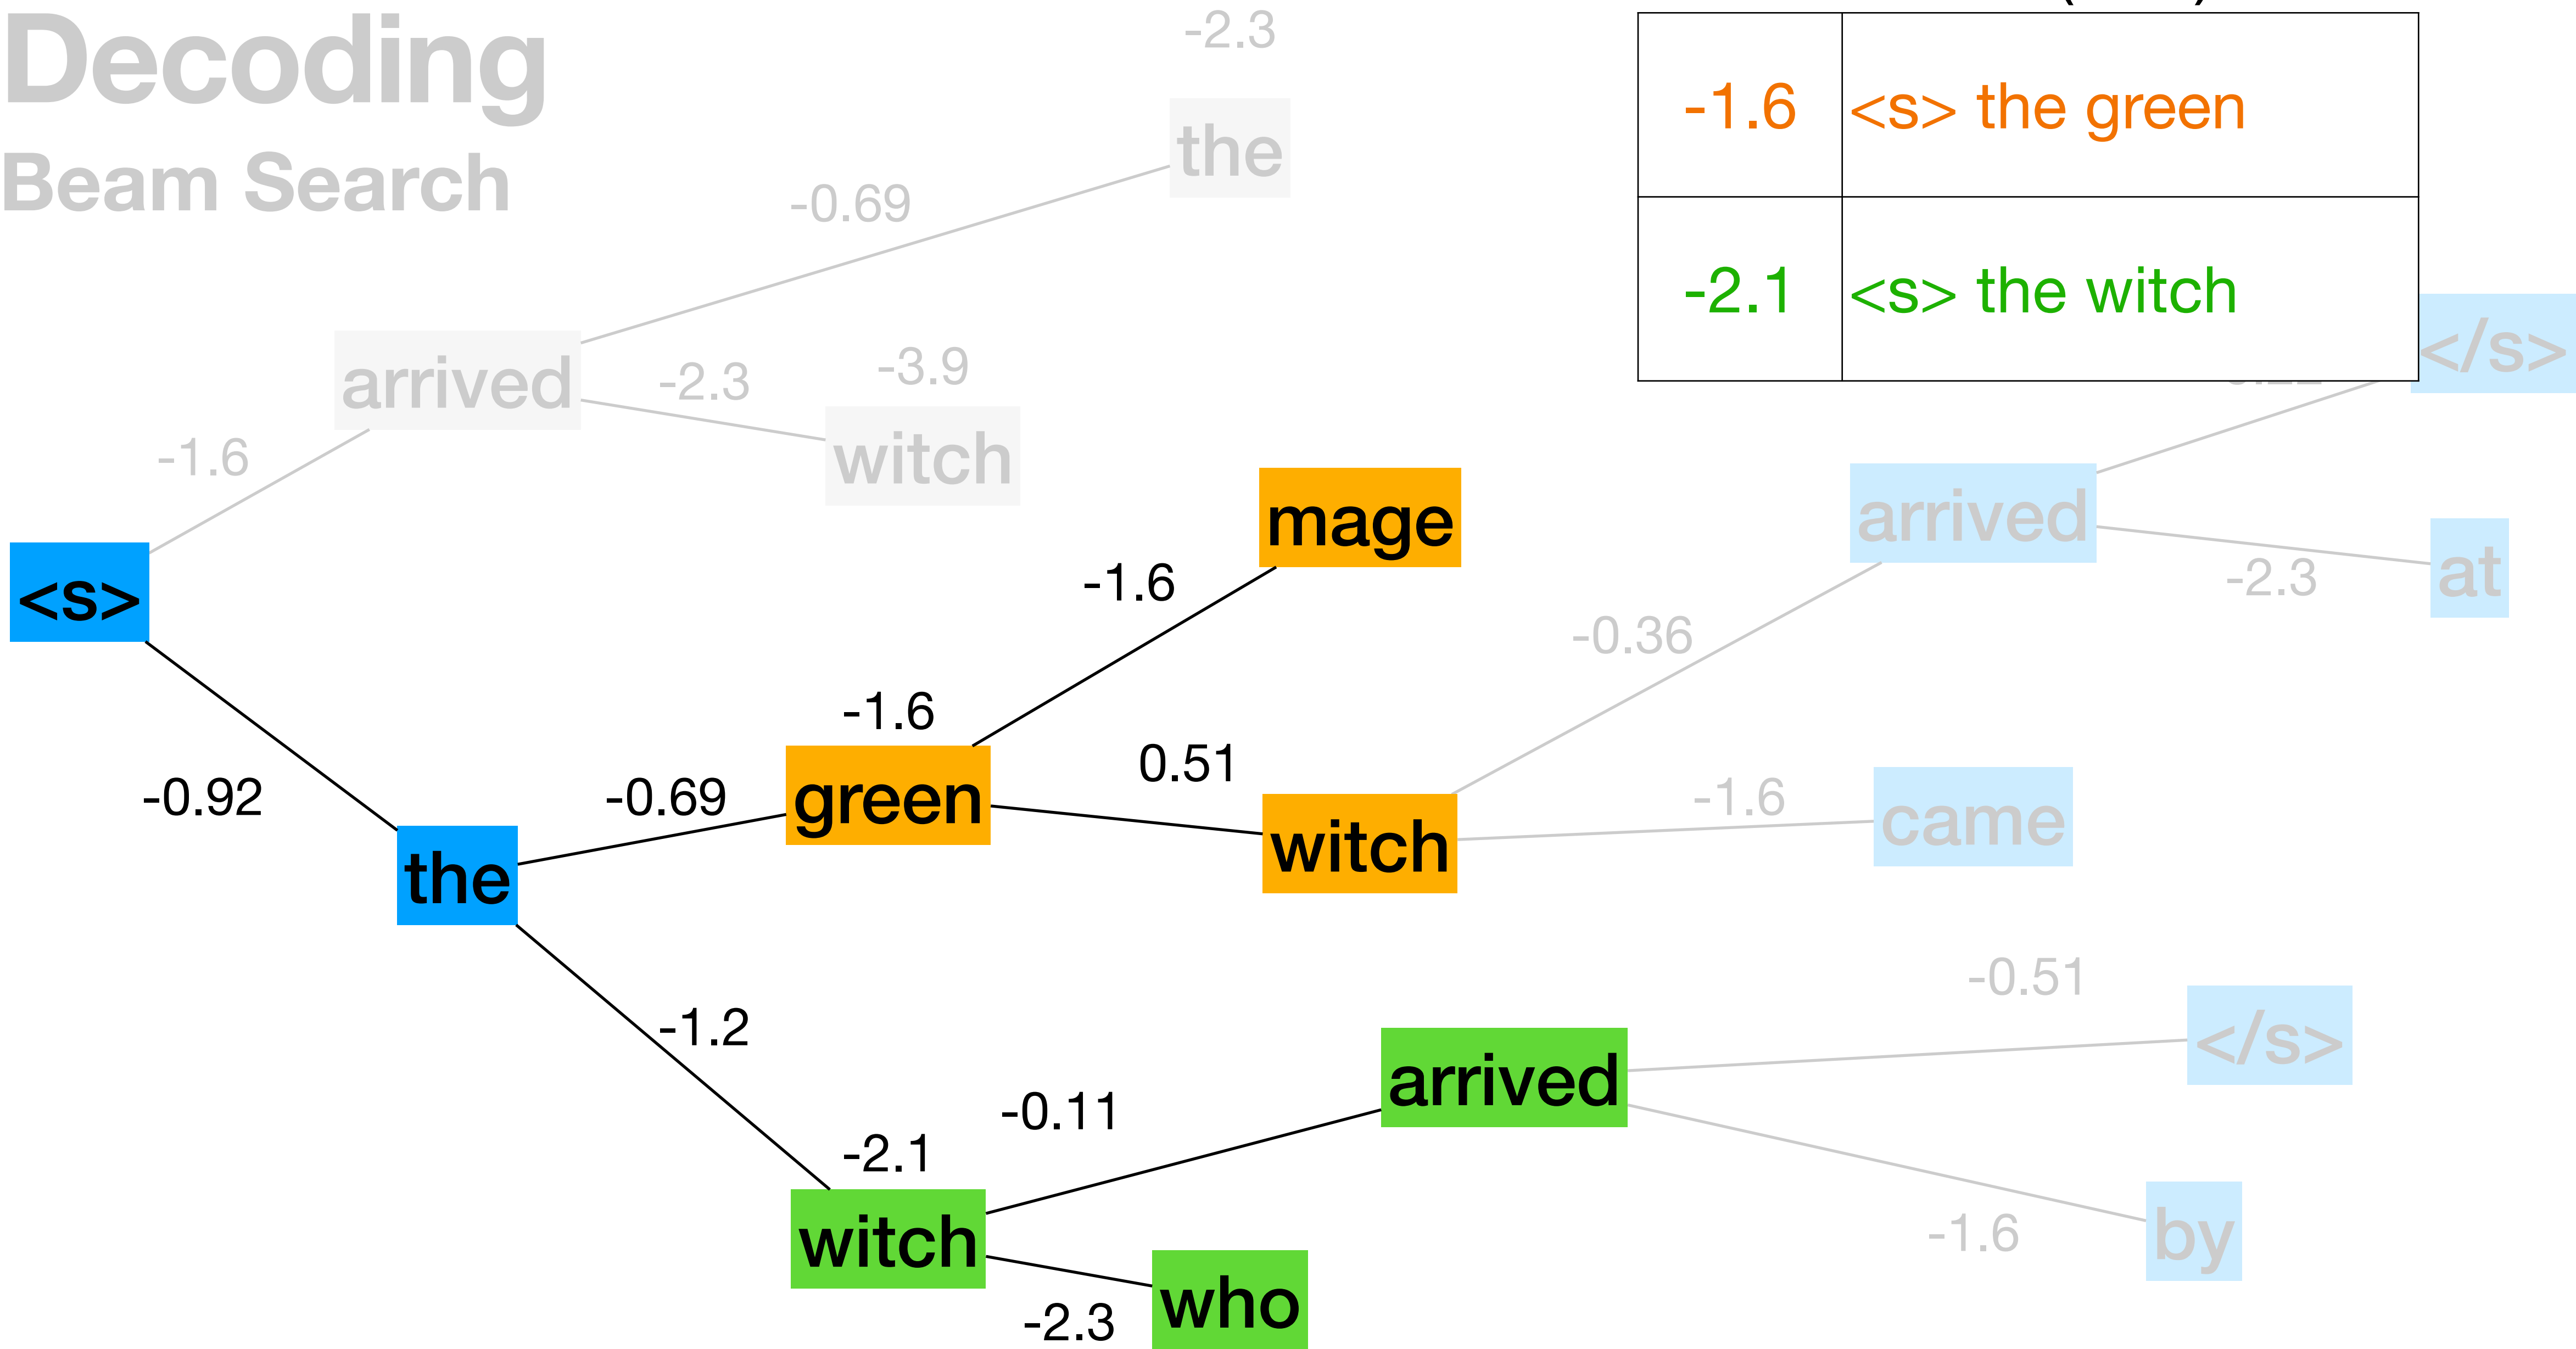 Decoding
Beam Search
-2.3
the
-0.69
-1.6 <s> the green
-2.1 <s> the witch
</s>
arrived
-2.3
-3.9
witch
-1.6
<s>
mage
-1.6
arrived
at
-2.3
-0.36
-1.6
green
0.51
witch
-1.6
came
-0.92
-0.69
the
-1.2
-2.1
witch
-0.11
arrived
-0.51
</s>
-1.6
by
-2.3
who